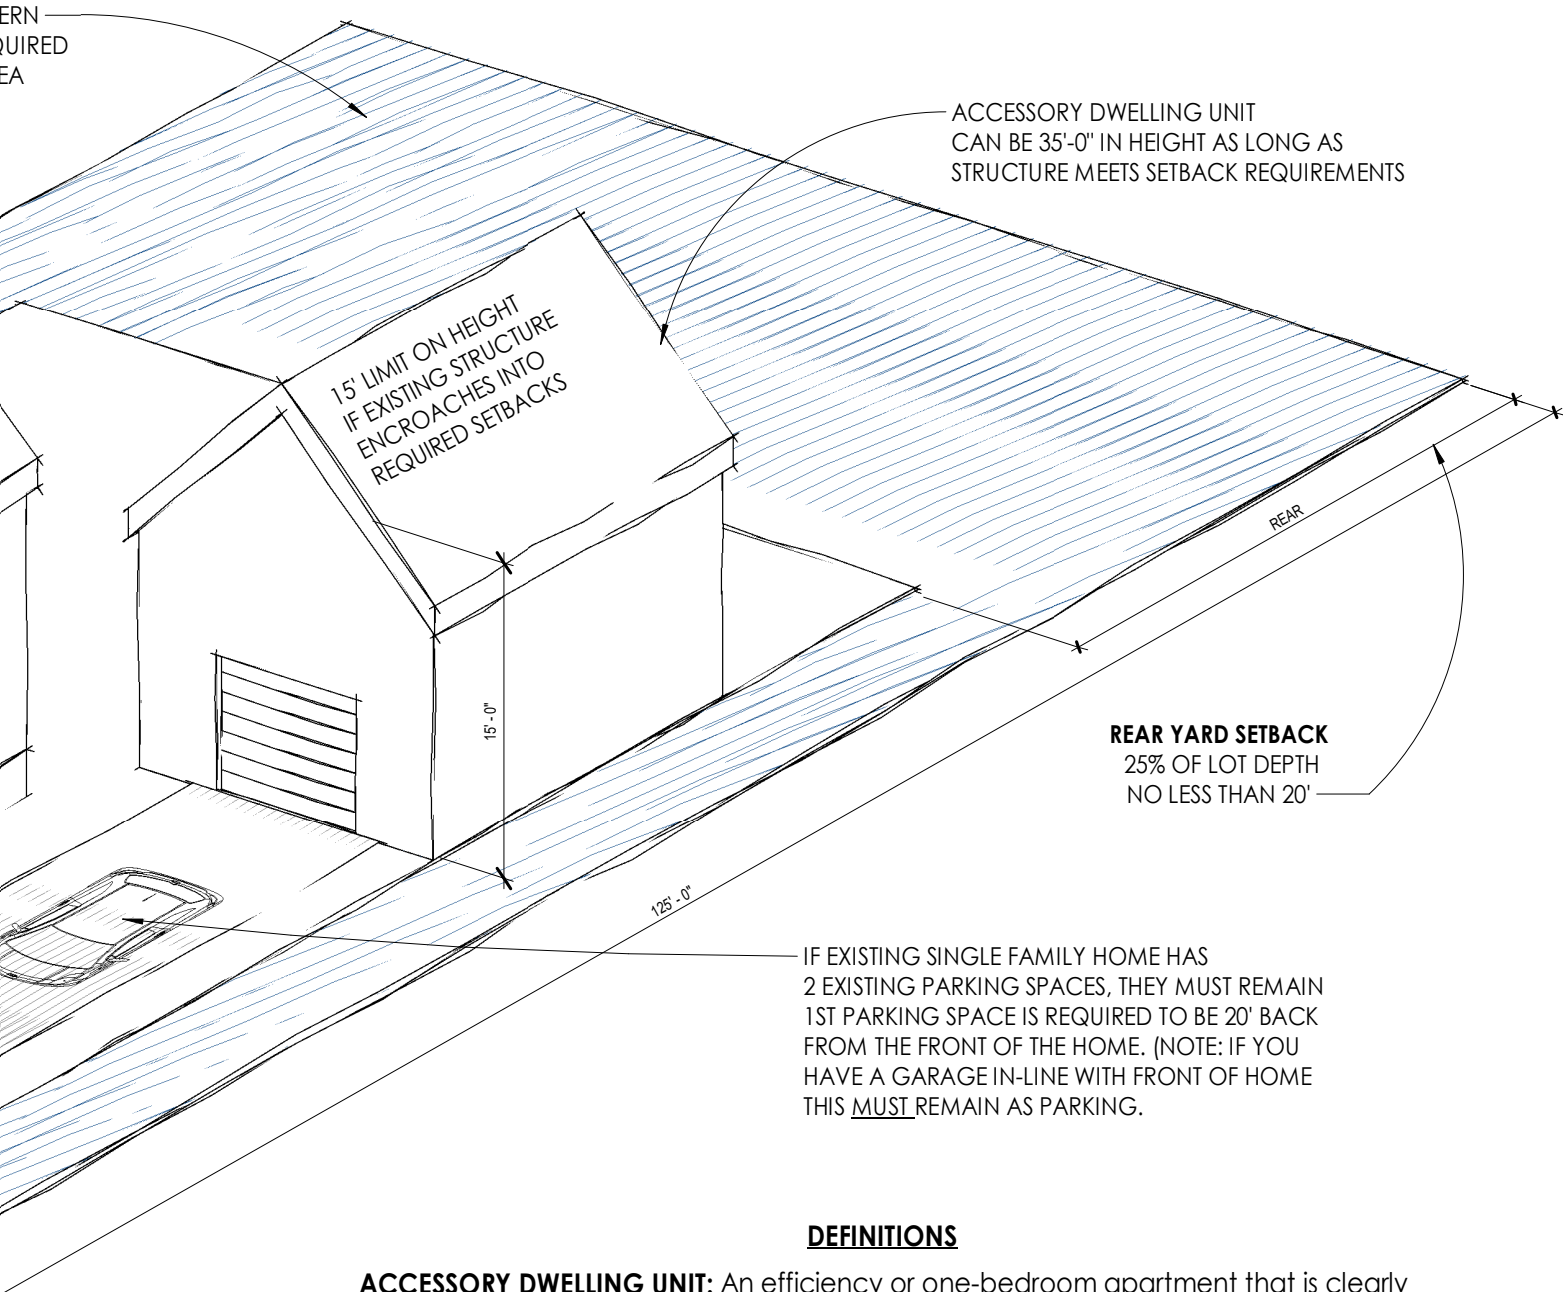 ERN
QUIRED
EA
ACCESSORY DWELLING UNIT
CAN BE 35'-0" IN HEIGHT AS LONG AS
STRUCTURE MEETS SETBACK REQUIREMENTS
15' LIMIT ON HEIGHT
IF EXISTING STRUCTURE
ENCROACHES INTO
REQUIRED SETBACKS
REAR
15' - 0"
REAR YARD SETBACK
25% OF LOT DEPTH
NO LESS THAN 20'
125' - 0"
IF EXISTING SINGLE FAMILY HOME HAS
2 EXISTING PARKING SPACES, THEY MUST REMAIN
1ST PARKING SPACE IS REQUIRED TO BE 20' BACK
FROM THE FRONT OF THE HOME. (NOTE: IF YOU
HAVE A GARAGE IN-LINE WITH FRONT OF HOME
THIS MUST REMAIN AS PARKING.
DEFINITIONS
ACCESSORY DWELLING UNIT: An efficiency or one-bedroom apartment that is clearly